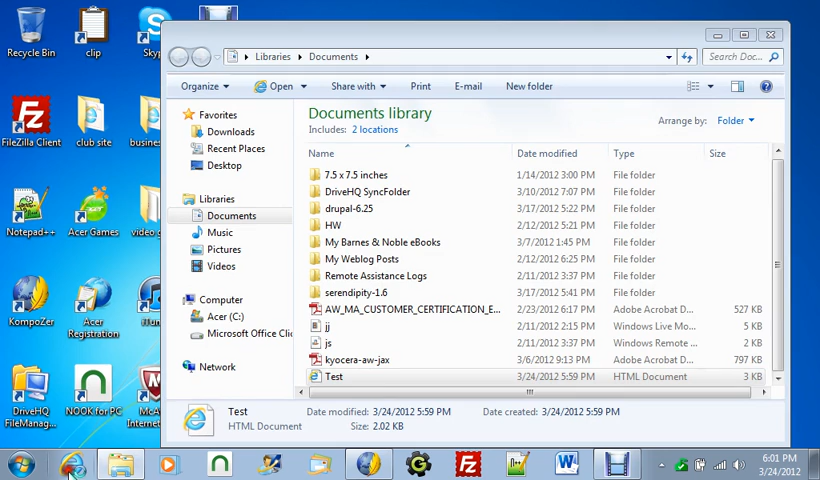 Recycle Bin
clip
Sky
FileZilla Client
club site
busines
Notepad++
Acer Games
video g
KompoZer
Acer Registration
iTun
DriveHQ FileManag...
NOOK for PC
McAf
Internet
Libraries
Documents
Search Doc...
Organize
Open
Share with
Print
E-mail
New folder
Favorites
Downloads
Recent Places
Desktop
Libraries
Documents
Music
Pictures
Videos
Computer
Acer (C:)
Microsoft Office Clic
Network
Documents library
Includes: 2 locations
Arrange by: Folder
Name Date modified Type Size
7.5 x 7.5 inches 1/14/2012 3:00 PM File folder
DriveHQ SyncFolder 3/10/2012 7:07 PM File folder
drupal-6.25 3/17/2012 5:22 PM File folder
HW 2/12/2012 5:21 PM File folder
My Barnes & Noble eBooks 3/7/2012 1:45 PM File folder
My Weblog Posts 2/12/2012 6:25 PM File folder
Remote Assistance Logs 2/11/2012 3:37 PM File folder
serendipity-1.6 3/17/2012 5:41 PM File folder
AW_MA_CUSTOMER_CERTIFICATION_E... 2/23/2012 6:17 PM Adobe Acrobat D... 527 KB
jj 2/11/2012 2:15 PM Windows Live Mo... 5 KB
js 2/11/2012 3:37 PM Windows Remote ... 2 KB
kyocera-aw-jax 3/6/2012 9:13 PM Adobe Acrobat D... 797 KB
Test 3/24/2012 5:59 PM HTML Document 3 KB
Test Date modified: 3/24/2012 5:59 PM Date created: 3/24/2012 5:59 PM
HTML Document Size: 2.02 KB
6:01 PM
3/24/2012